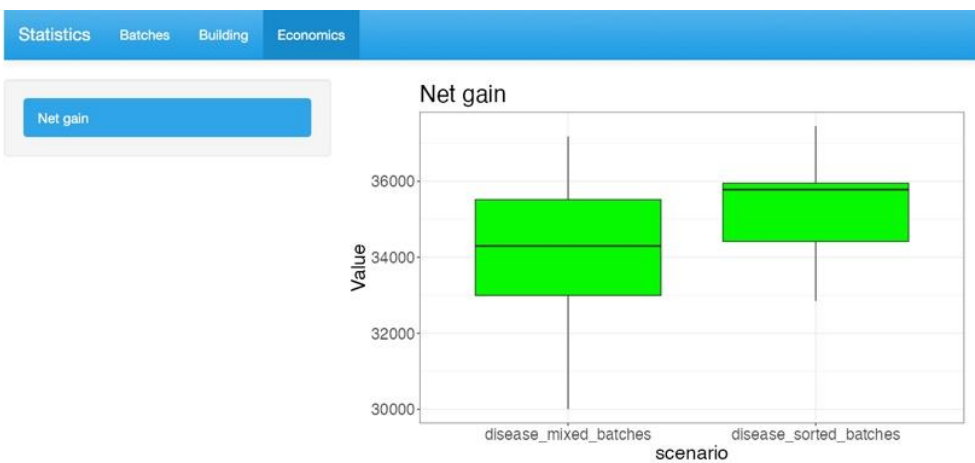 Statistics Batches Building Economics
Net gain
Net gain
36000
34000
32000
30000
Value
disease_mixed_batches disease_sorted_batches
scenario